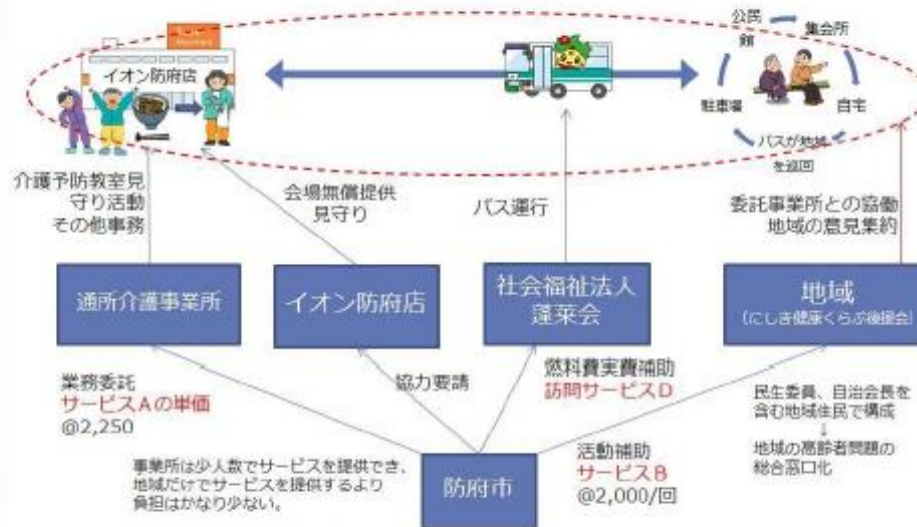 イオン防府店
公民館
集会所
駐車場
自宅
バスが地域
を巡回
介護予防教室見
守り活動
その他事務
会場無償提供
見守り
バス運行
委託事業所との協働
地域の意見集約
通所介護事業所
イオン防府店
社会福祉法人
蓬莱会
地域
(にしき健康くらぶ後援会)
業務委託
サービスAの単価
@2,250
協力要請
燃料費実費補助
訪問サービスD
民生委員、自治会長を
含む地域住民で構成
↓
地域の高齢者問題の
総合窓口化
事業所は少人数でサービスを提供でき、
地域だけでサービスを提供するより
負担はかなり少ない。
防府市
活動補助
サービスB
@2,000/回